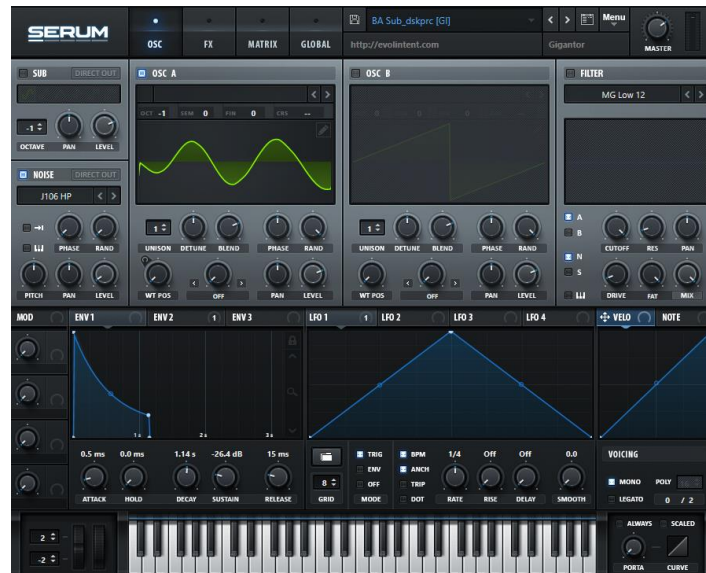 SERUM
OSC FX MATRIX GLOBAL
BA Sub_dskprc [GI] Menu
http://evolintent.com Gigantor
MASTER
SUB DIRECT OUT
-1
OCTAVE PAN LEVEL
NOISE DIRECT OUT
J106 HP
PHASE RAND
PITCH PAN LEVEL
OSC A
OCT -1 SEM 0 FIN 0 CRS --
1
UNISON DETUNE BLEND PHASE RAND
WT POS OFF PAN LEVEL
OSC B
1
UNISON DETUNE BLEND PHASE RAND
WT POS OFF PAN LEVEL
FILTER
MG Low 12
A
B
N
S
CUTOFF RES PAN
DRIVE FAT MIX
MOD ENV 1 ENV 2 1 ENV 3
1s 2s 3s
0.5 ms 0.0 ms 1.14 s -26.4 dB 15 ms
ATTACK HOLD DECAY SUSTAIN RELEASE
LFO 1 1 LFO 2 LFO 3 LFO 4
8
GRID
TRIG
ENV
OFF
MODE
BPM
ANCH
TRIP
DOT
1/4 Off Off 0.0
RATE RISE DELAY SMOOTH
VELO NOTE
VOICING
MONO POLY 16
LEGATO 0 / 2
ALWAYS SCALED
PORTA CURVE
2
-2